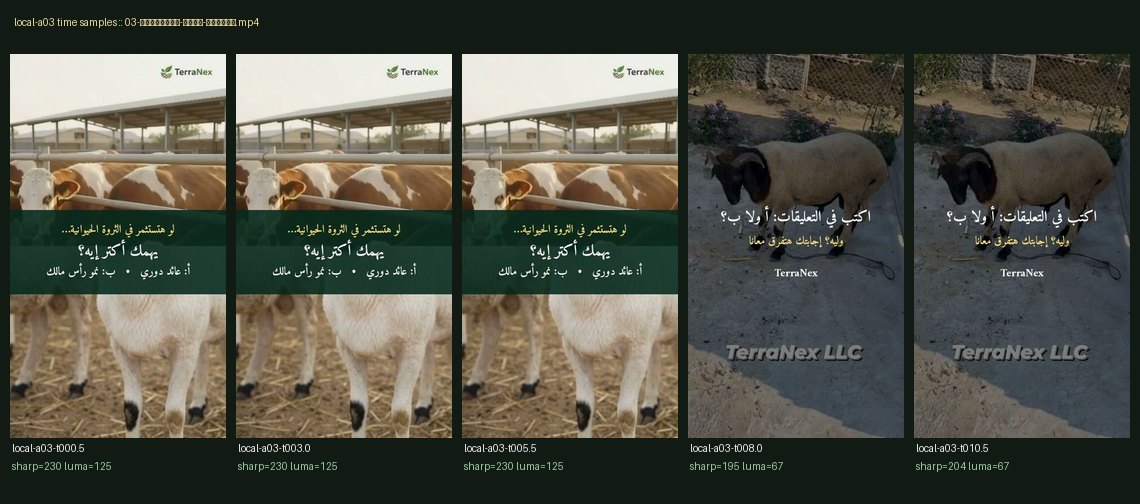 local-a03 time samples :: 03-
.mp4
TerraNex
لو هتستثمر في الثروة الحيوانية...
يهمك أكتر إيه؟
أ: عائد دوري • ب: نمو رأس مالك
local-a03-t000.5
sharp=230 luma=125
TerraNex
لو هتستثمر في الثروة الحيوانية...
يهمك أكتر إيه؟
أ: عائد دوري • ب: نمو رأس مالك
local-a03-t003.0
sharp=230 luma=125
TerraNex
لو هتستثمر في الثروة الحيوانية...
يهمك أكتر إيه؟
أ: عائد دوري • ب: نمو رأس مالك
local-a03-t005.5
sharp=230 luma=125
اكتب في التعليقات: أ ولا ب؟
وليه؟ إجابتك هتفرق معانا
TerraNex
TerraNex LLC
local-a03-t008.0
sharp=195 luma=67
اكتب في التعليقات: أ ولا ب؟
وليه؟ إجابتك هتفرق معانا
TerraNex
TerraNex LLC
local-a03-t010.5
sharp=204 luma=67